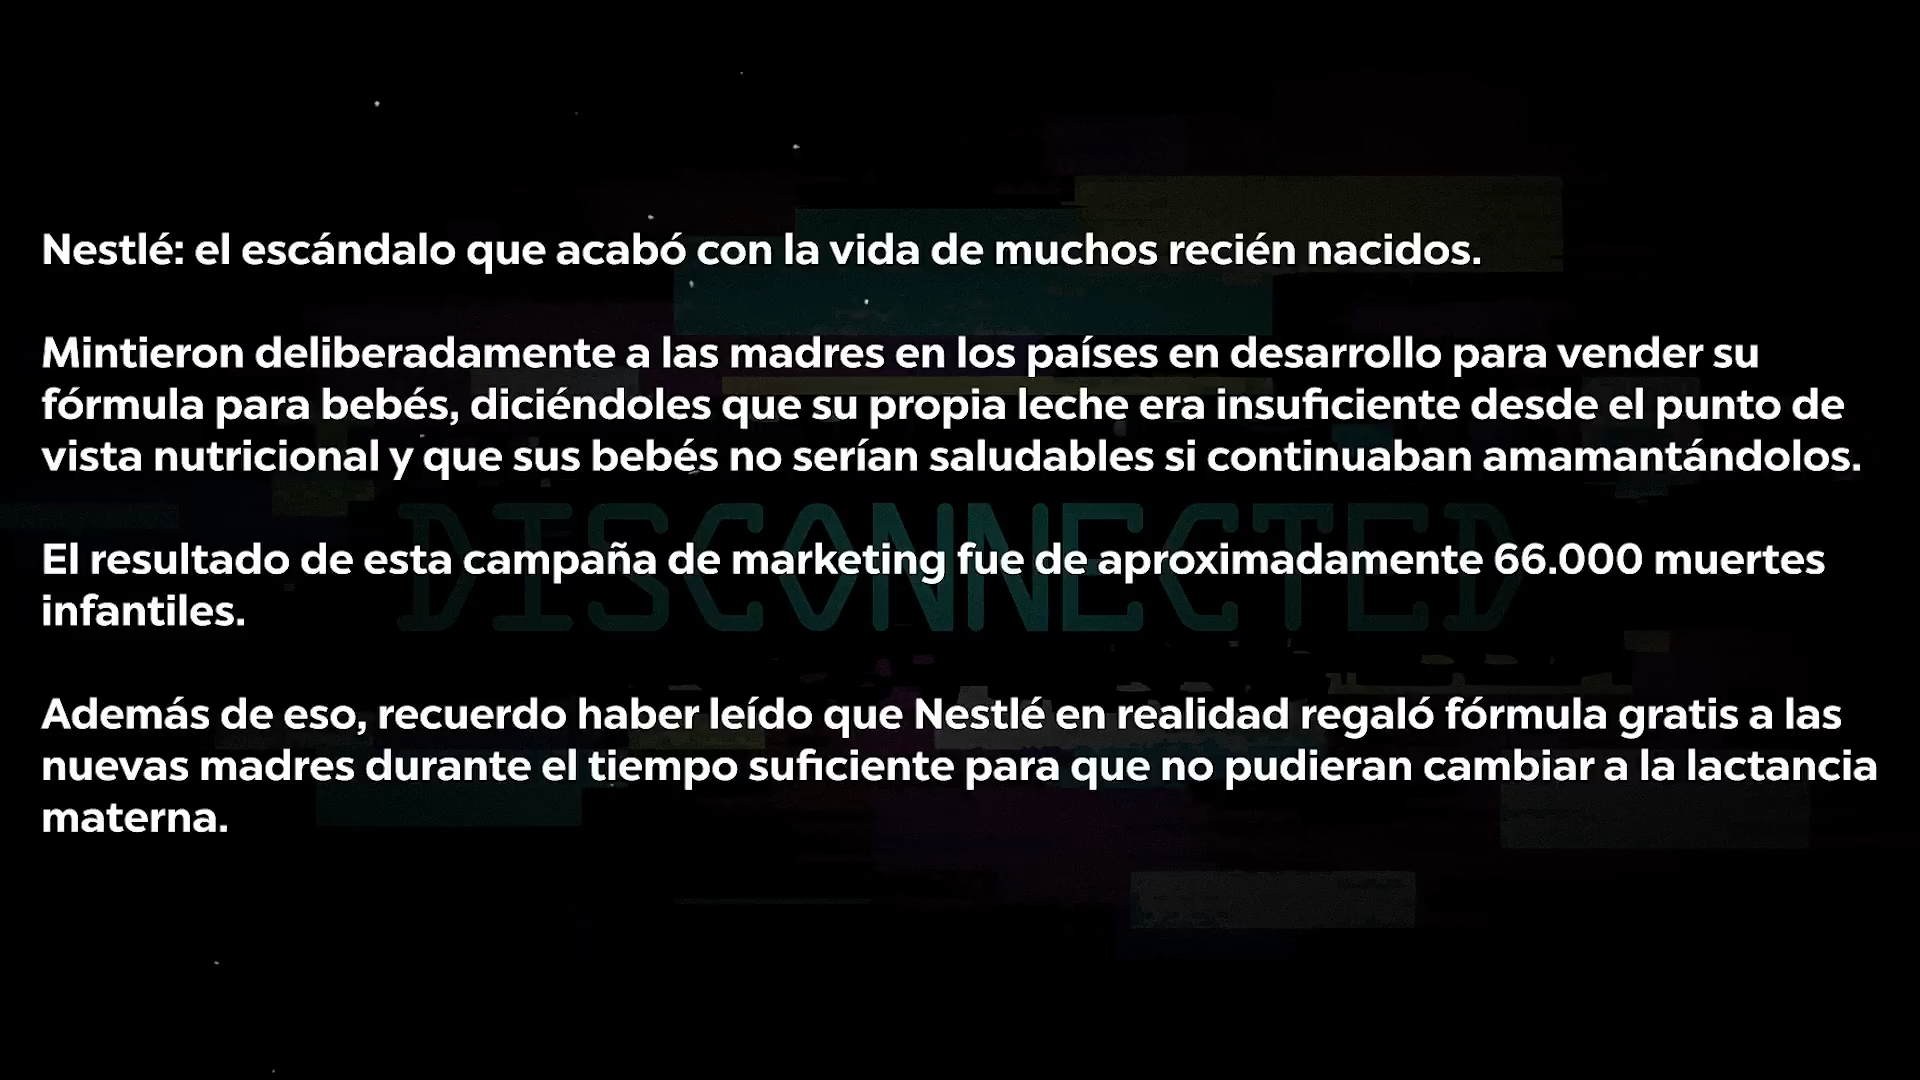 Nestlé: el escándalo que acabó con la vida de muchos recién nacidos.
Mintieron deliberadamente a las madres en los países en desarrollo para vender su
fórmula para bebés, diciéndoles que su propia leche era insuficiente desde el punto de
vista nutricional y que sus bebés no serían saludables si continuaban amamantándolos.
DISCONNECTED
El resultado de esta campaña de marketing fue de aproximadamente 66.000 muertes
infantiles.
Además de eso, recuerdo haber leído que Nestlé en realidad regaló fórmula gratis a las
nuevas madres durante el tiempo suficiente para que no pudieran cambiar a la lactancia
materna.